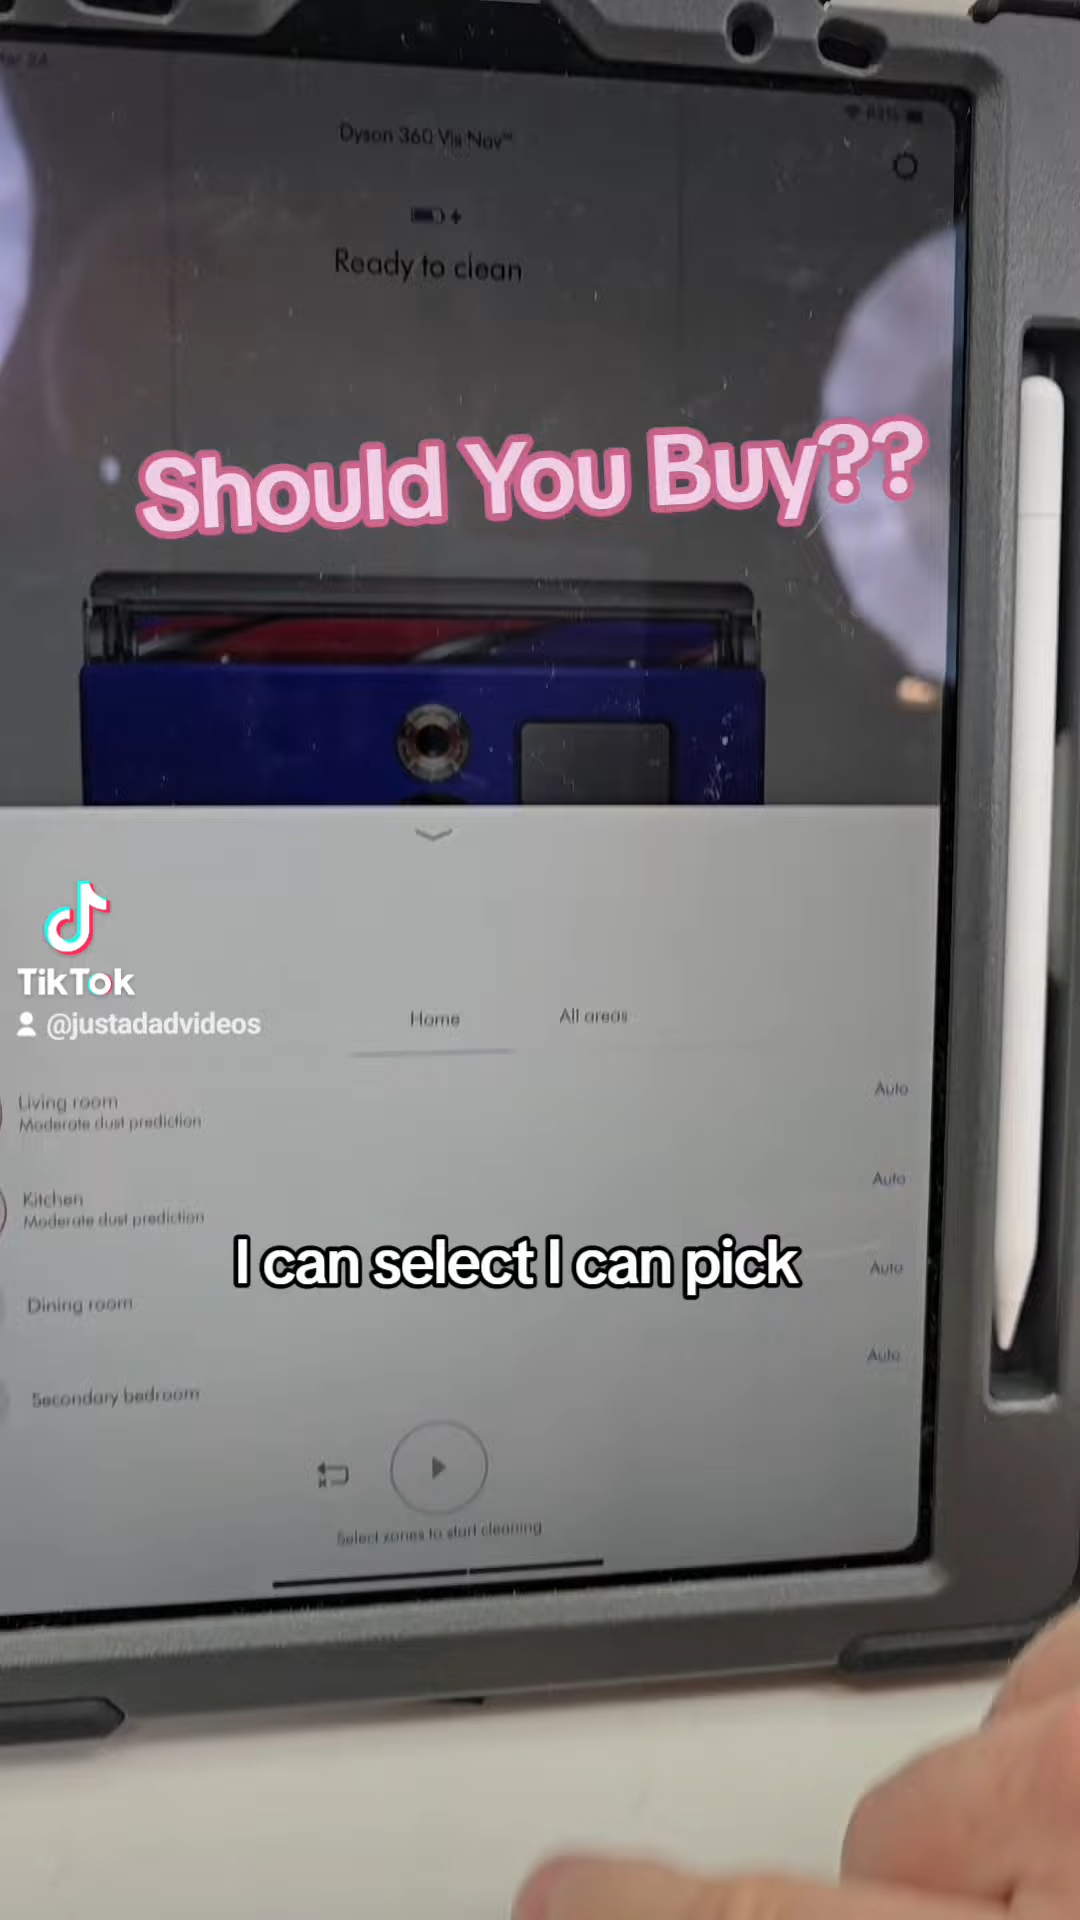 Dyson 360 Vis Nav™
Ready to clean
Should You Buy??
TikTok
@justadadvideos
Home
All areas
Living room
Moderate dust prediction
Auto
Kitchen
Moderate dust prediction
Auto
I can select I can pick
Dining room
Auto
Secondary bedroom
Auto
Select zones to start cleaning